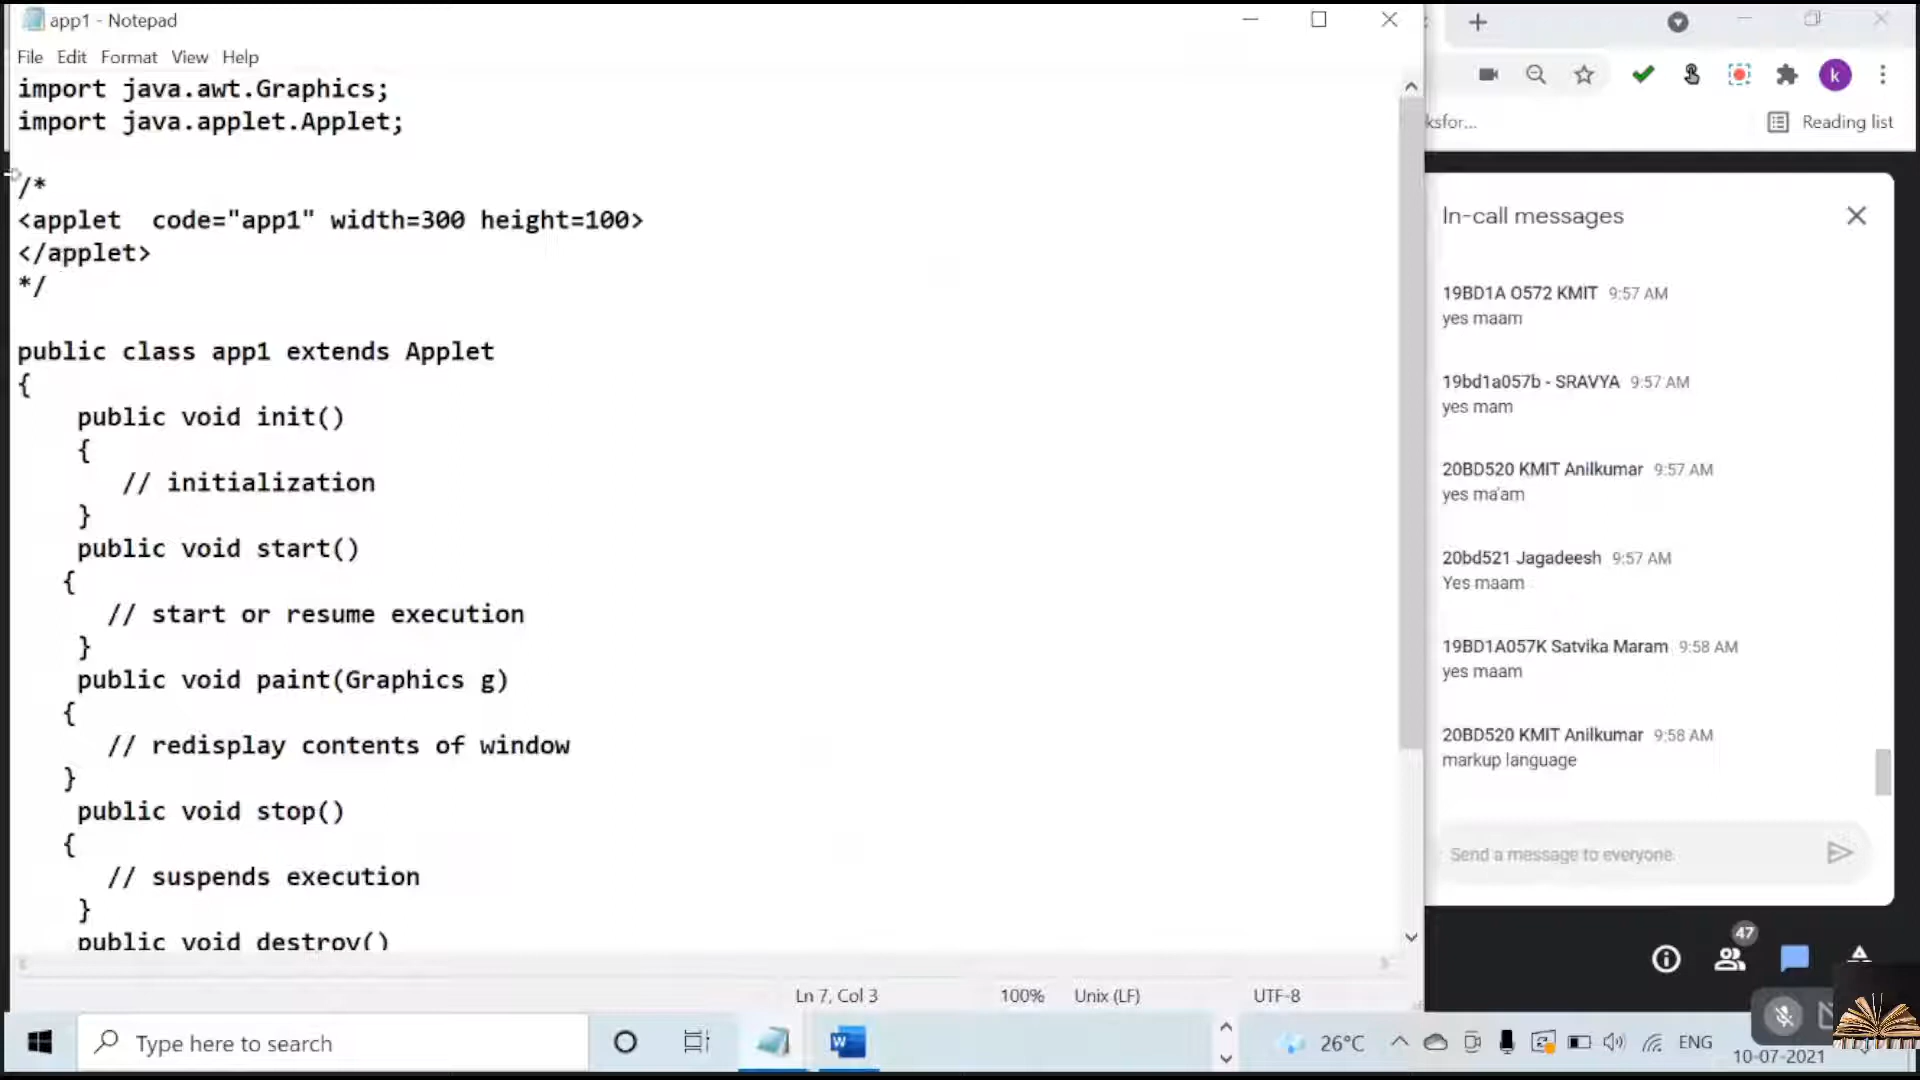 app1 - Notepad
File Edit Format View Help
import java.awt.Graphics;
import java.applet.Applet;
/*
<applet  code="app1" width=300 height=100>
</applet>
*/
public class app1 extends Applet
{
public void init()
{
// initialization
}
public void start()
{
// start or resume execution
}
public void paint(Graphics g)
{
// redisplay contents of window
}
public void stop()
{
// suspends execution
}
public void destroy()
Ln 7, Col 3
100%
Unix (LF)
UTF-8
k
ksfor...
Reading list
In-call messages
19BD1A O572 KMIT 9:57 AM
yes maam
19bd1a057b - SRAVYA 9:57 AM
yes mam
20BD520 KMIT Anilkumar 9:57 AM
yes ma'am
20bd521 Jagadeesh 9:57 AM
Yes maam
19BD1A057K Satvika Maram 9:58 AM
yes maam
20BD520 KMIT Anilkumar 9:58 AM
markup language
Send a message to everyone
47
Type here to search
W
26°C
ENG
10-07-2021